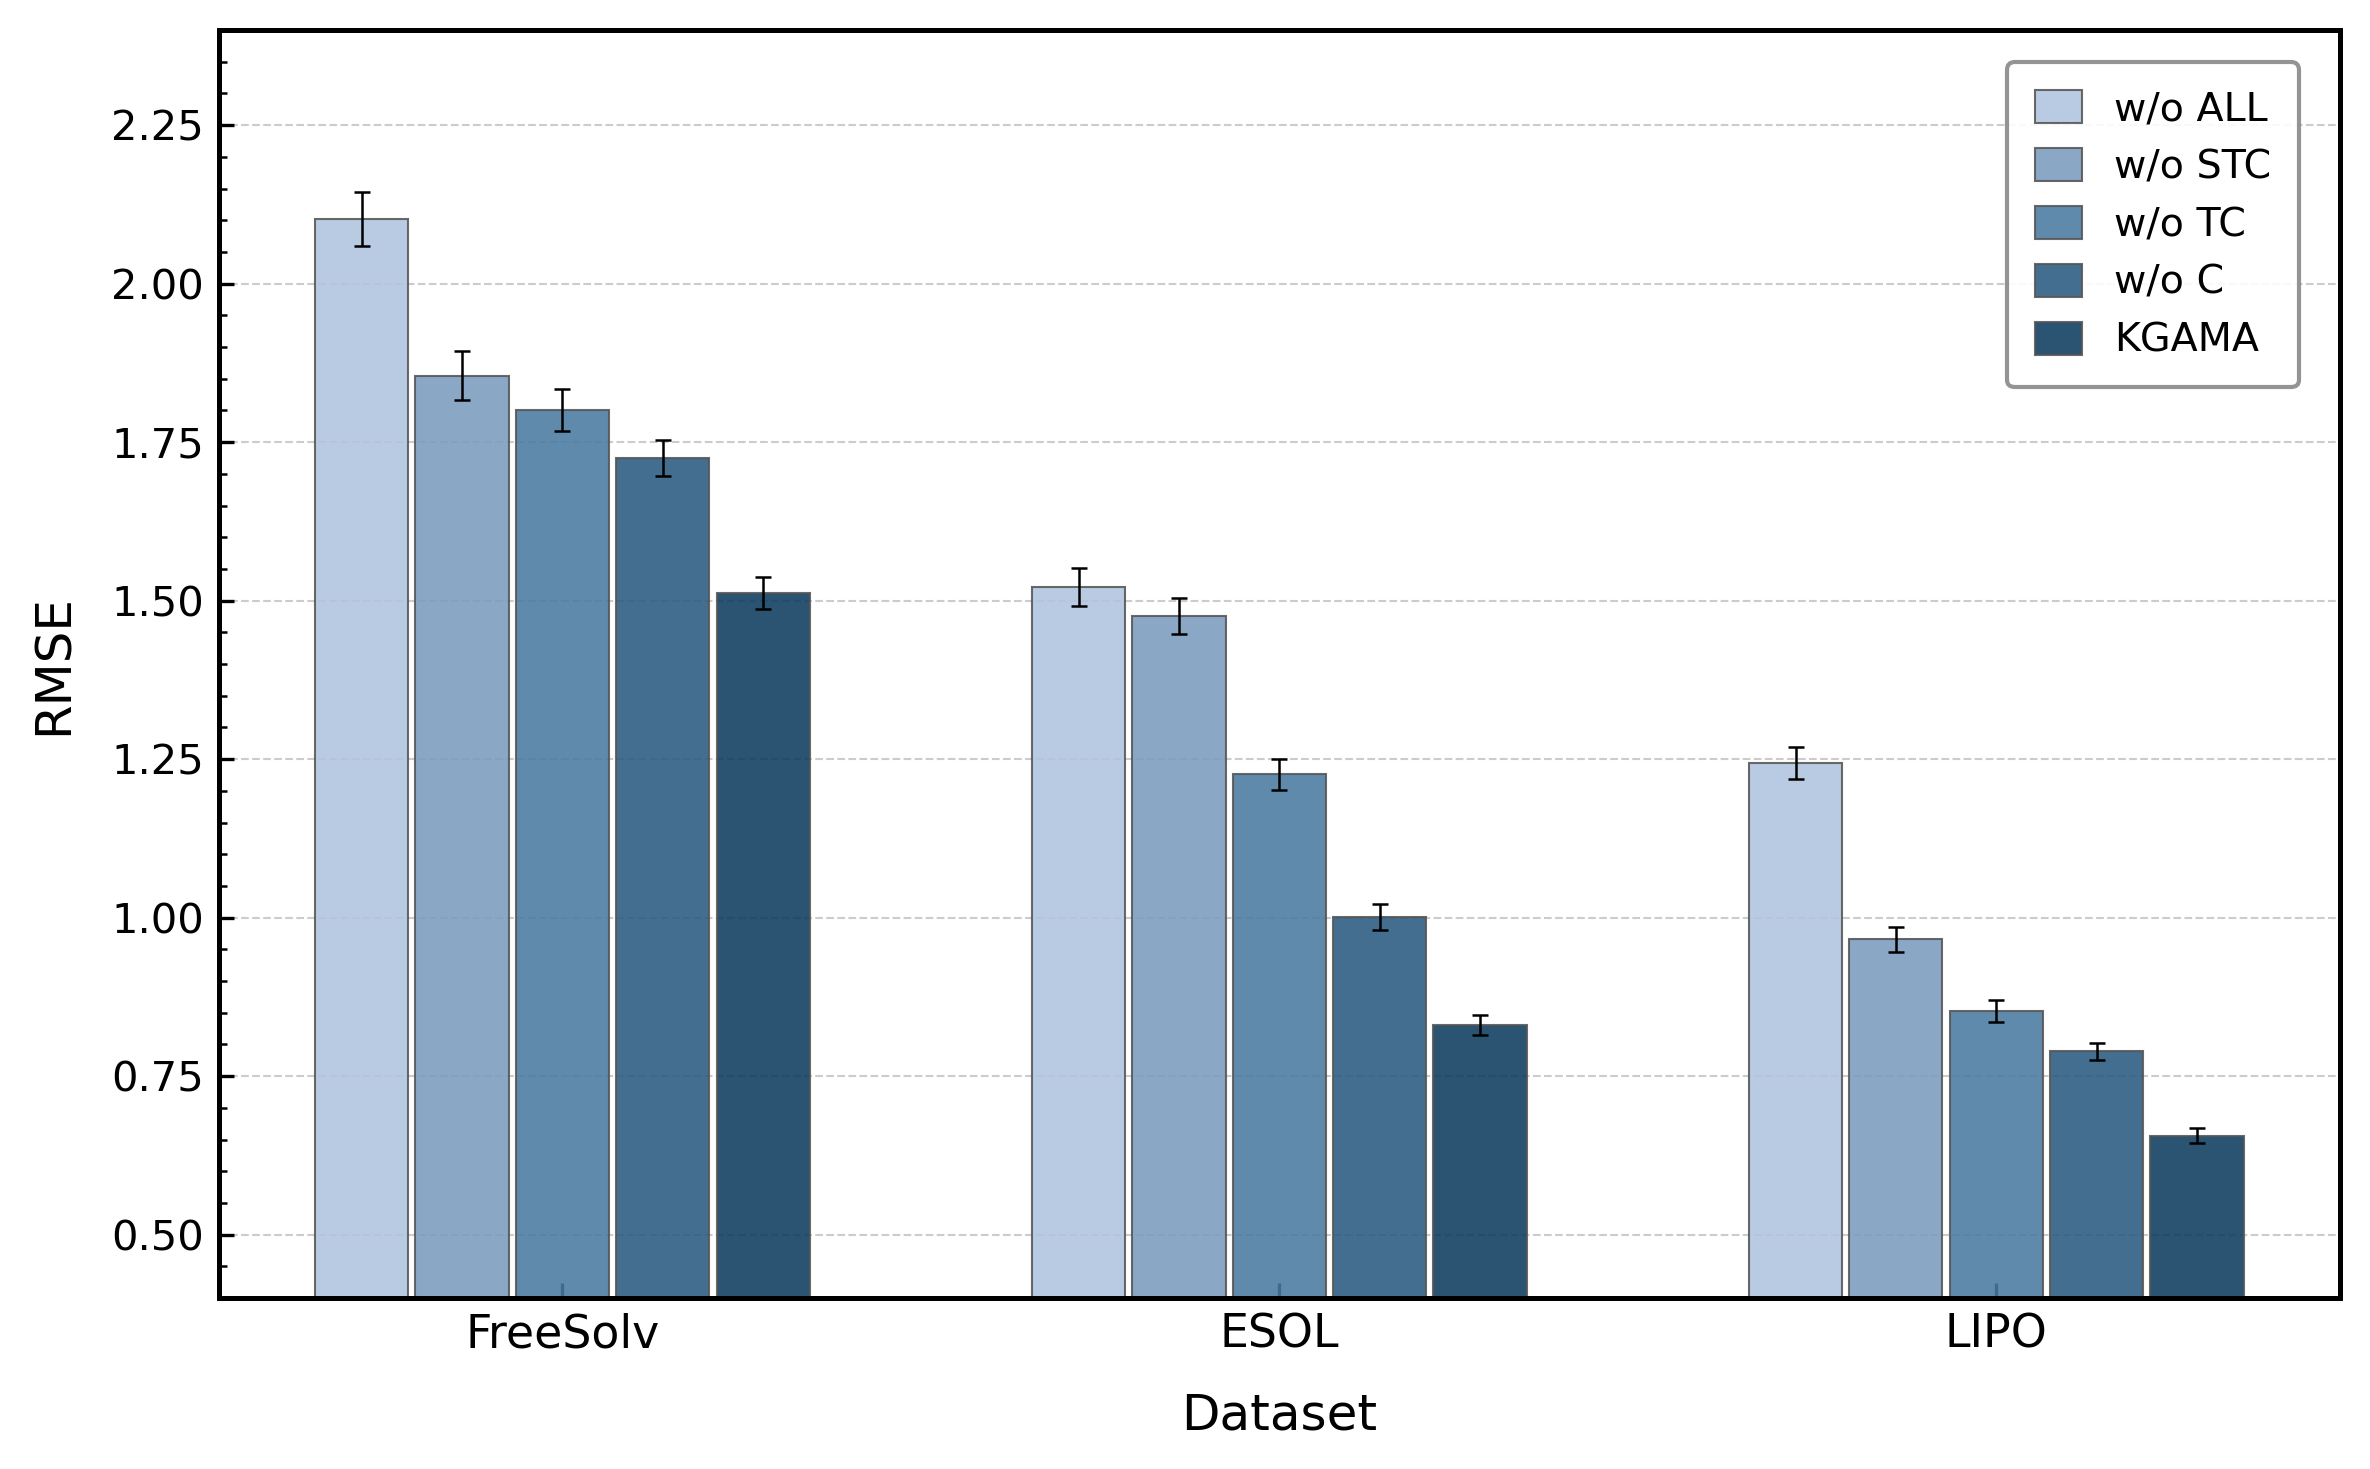 2.25
2.00
1.75
1.50
1.25
1.00
0.75
0.50
RMSE
w/o ALL
w/o STC
w/o TC
w/o C
KGAMA
FreeSolv ESOL LIPO
Dataset